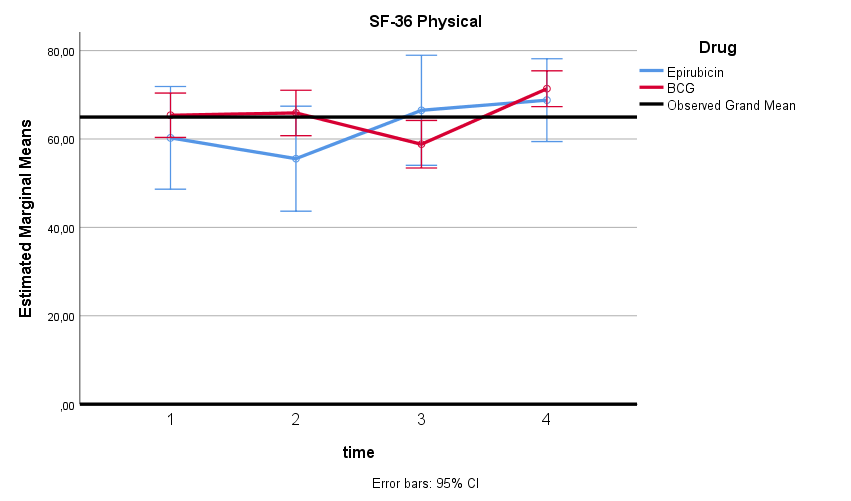 SF-36 Physical
Drug
Epirubicin
BCG
Observed Grand Mean
Estimated Marginal Means
80,00
60,00
40,00
20,00
,00
1 2 3 4
time
Error bars: 95% CI